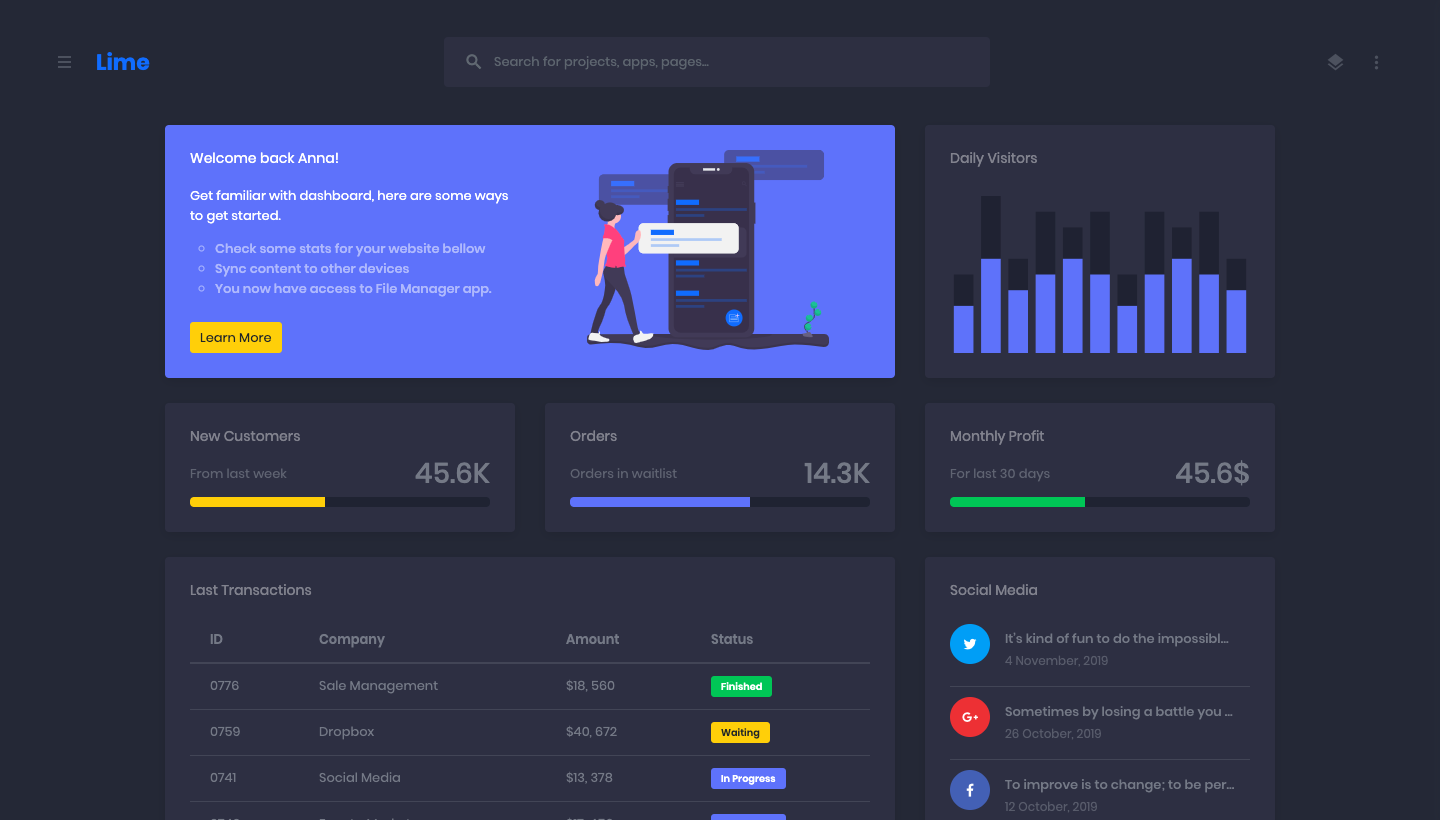 Lime
Search for projects, apps, pages...
Welcome back Anna!
Get familiar with dashboard, here are some ways
to get started.
Check some stats for your website bellow
Sync content to other devices
You now have access to File Manager app.
Learn More
Daily Visitors
New Customers
From last week
45.6K
Orders
Orders in waitlist
14.3K
Monthly Profit
For last 30 days
45.6$
Last Transactions
ID Company Amount Status
0776 Sale Management $18, 560 Finished
0759 Dropbox $40, 672 Waiting
0741 Social Media $13, 378 In Progress
Social Media
It's kind of fun to do the impossibl...
4 November, 2019
G+
Sometimes by losing a battle you ...
26 October, 2019
f
To improve is to change; to be per...
12 October, 2019